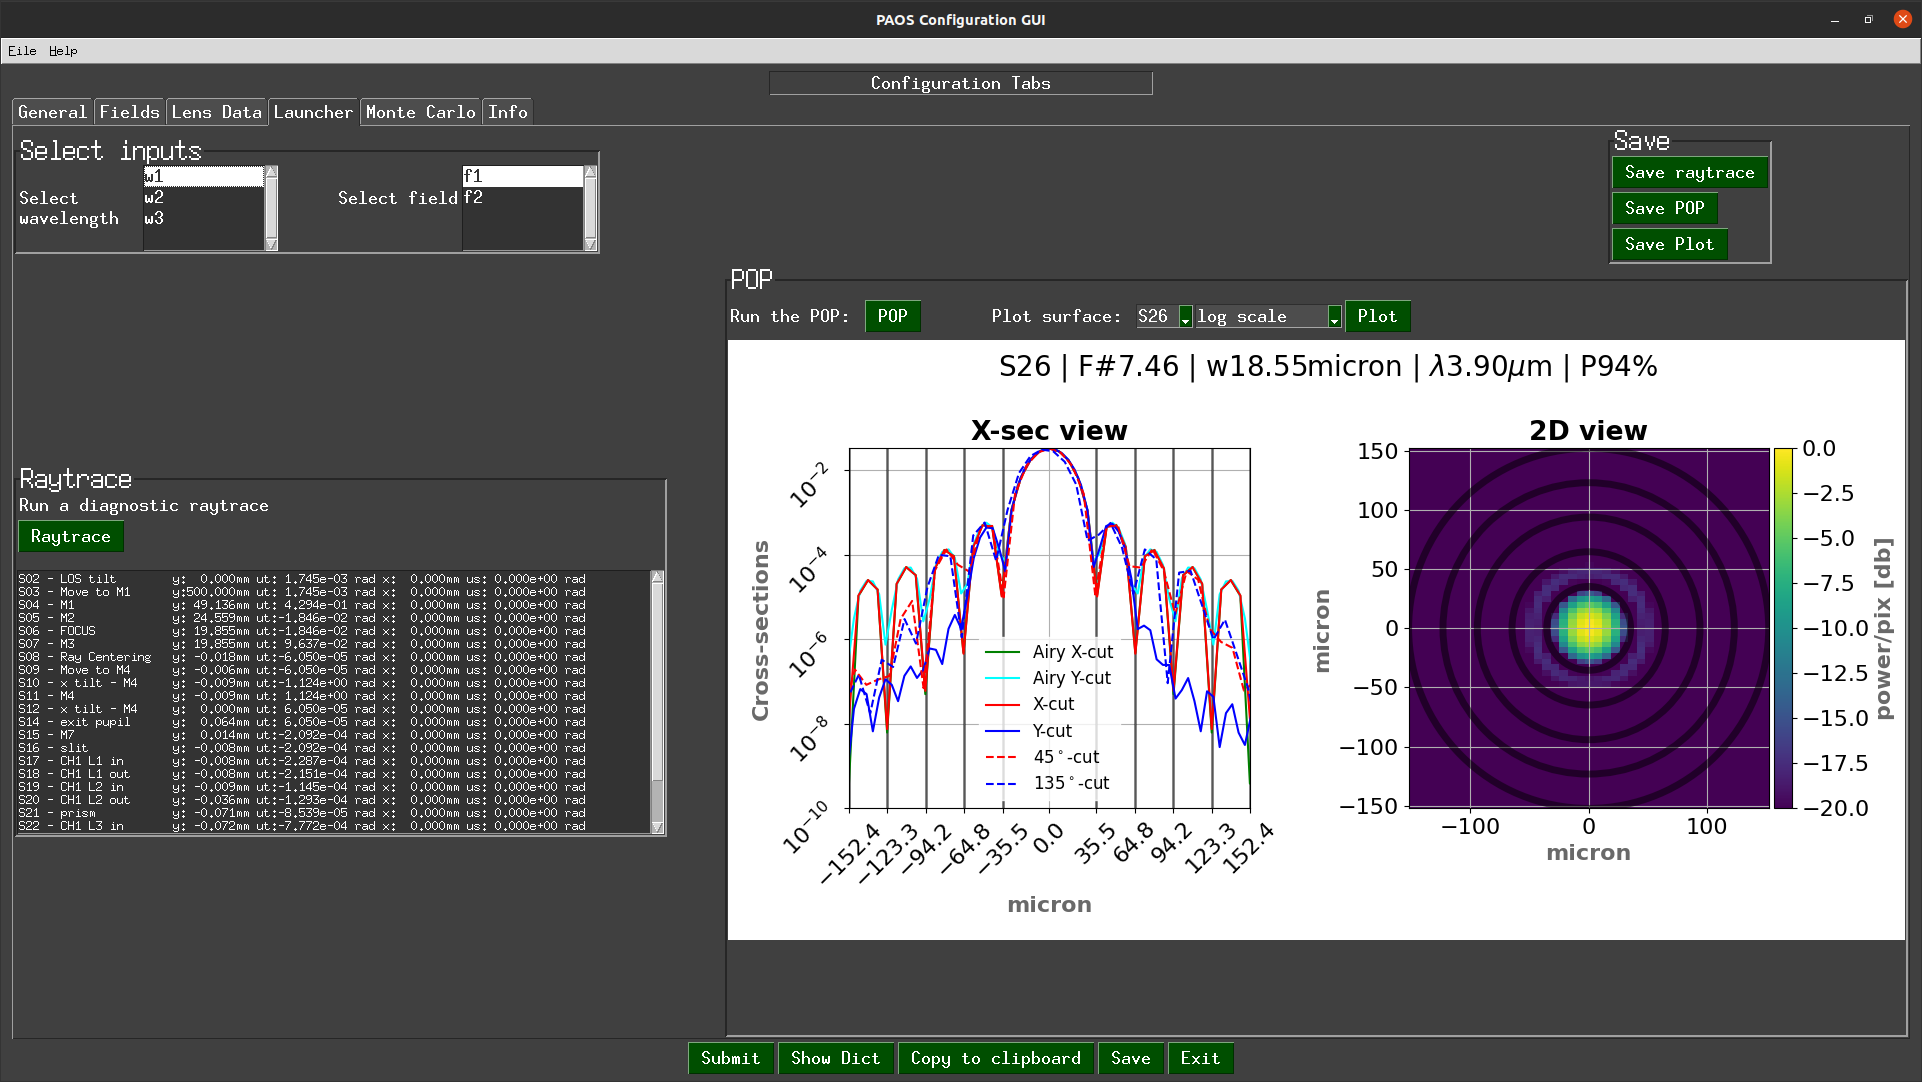 PAOS Configuration GUI
Eile Help
Configuration Tabs
General Fields Lens Data Launcher Monte Carlo Info
Select inputs
Select wavelength
w1
w2
w3
Select field
f1
f2
Save
Save raytrace
Save POP
Save Plot
Raytrace
Run a diagnostic raytrace
Raytrace
S02 - LOS tilt y: 0.000mm ut: 1.745e-03 rad x: 0.000mm us: 0.000e+00 rad
S03 - Move to M1 y:500.000mm ut: 1.745e-03 rad x: 0.000mm us: 0.000e+00 rad
S04 - M1 y: 49.136mm ut: 4.294e-01 rad x: 0.000mm us: 0.000e+00 rad
S05 - M2 y: 24.559mm ut:-1.846e-02 rad x: 0.000mm us: 0.000e+00 rad
S06 - FOCUS y: 19.855mm ut:-1.846e-02 rad x: 0.000mm us: 0.000e+00 rad
S07 - M3 y: 19.855mm ut: 9.637e-02 rad x: 0.000mm us: 0.000e+00 rad
S08 - Ray Centering y: -0.018mm ut:-6.050e-05 rad x: 0.000mm us: 0.000e+00 rad
S09 - Move to M4 y: -0.006mm ut:-6.050e-05 rad x: 0.000mm us: 0.000e+00 rad
S10 - x tilt - M4 y: -0.009mm ut:-1.124e+00 rad x: 0.000mm us: 0.000e+00 rad
S11 - M4 y: -0.009mm ut: 1.124e+00 rad x: 0.000mm us: 0.000e+00 rad
S12 - x tilt - M4 y: 0.000mm ut: 6.050e-05 rad x: 0.000mm us: 0.000e+00 rad
S14 - exit pupil y: 0.064mm ut: 6.050e-05 rad x: 0.000mm us: 0.000e+00 rad
S15 - M7 y: 0.014mm ut:-2.092e-04 rad x: 0.000mm us: 0.000e+00 rad
S16 - slit y: -0.008mm ut:-2.092e-04 rad x: 0.000mm us: 0.000e+00 rad
S17 - CH1 L1 in y: -0.008mm ut:-2.287e-04 rad x: 0.000mm us: 0.000e+00 rad
S18 - CH1 L1 out y: -0.008mm ut:-2.151e-04 rad x: 0.000mm us: 0.000e+00 rad
S19 - CH1 L2 in y: -0.009mm ut:-1.145e-04 rad x: 0.000mm us: 0.000e+00 rad
S20 - CH1 L2 out y: -0.036mm ut:-1.293e-04 rad x: 0.000mm us: 0.000e+00 rad
S21 - prism y: -0.071mm ut:-8.539e-05 rad x: 0.000mm us: 0.000e+00 rad
S22 - CH1 L3 in y: -0.072mm ut:-7.772e-04 rad x: 0.000mm us: 0.000e+00 rad
POP
Run the POP: POP Plot surface: S26 log scale Plot
S26 | F#7.46 | w18.55micron | λ3.90μm | P94%
X-sec view
Cross-sections
10⁻²
10⁻⁴
10⁻⁶
10⁻⁸
10⁻¹⁰
Airy X-cut
Airy Y-cut
X-cut
Y-cut
45°-cut
135°-cut
−152.4 −123.3 −94.2 −64.8 −35.5 0.0 35.5 64.8 94.2 123.3 152.4
micron
2D view
micron
150
100
50
0
−50
−100
−150
−100 0 100
micron
0.0
−2.5
−5.0
−7.5
−10.0
−12.5
−15.0
−17.5
−20.0
power/pix [db]
Submit Show Dict Copy to clipboard Save Exit